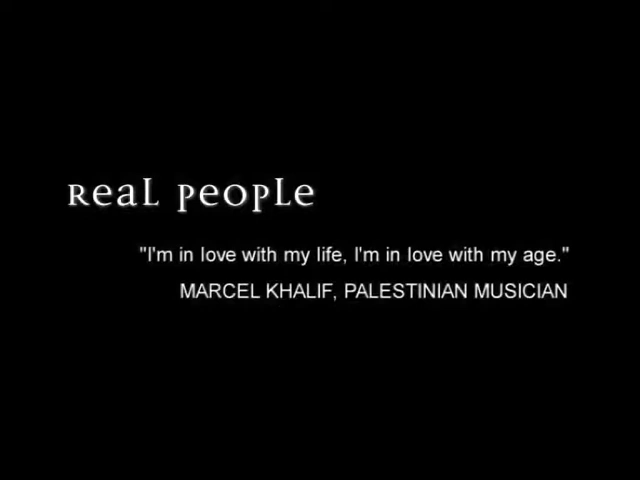 Real People
"I'm in love with my life, I'm in love with my age."
MARCEL KHALIF, PALESTINIAN MUSICIAN